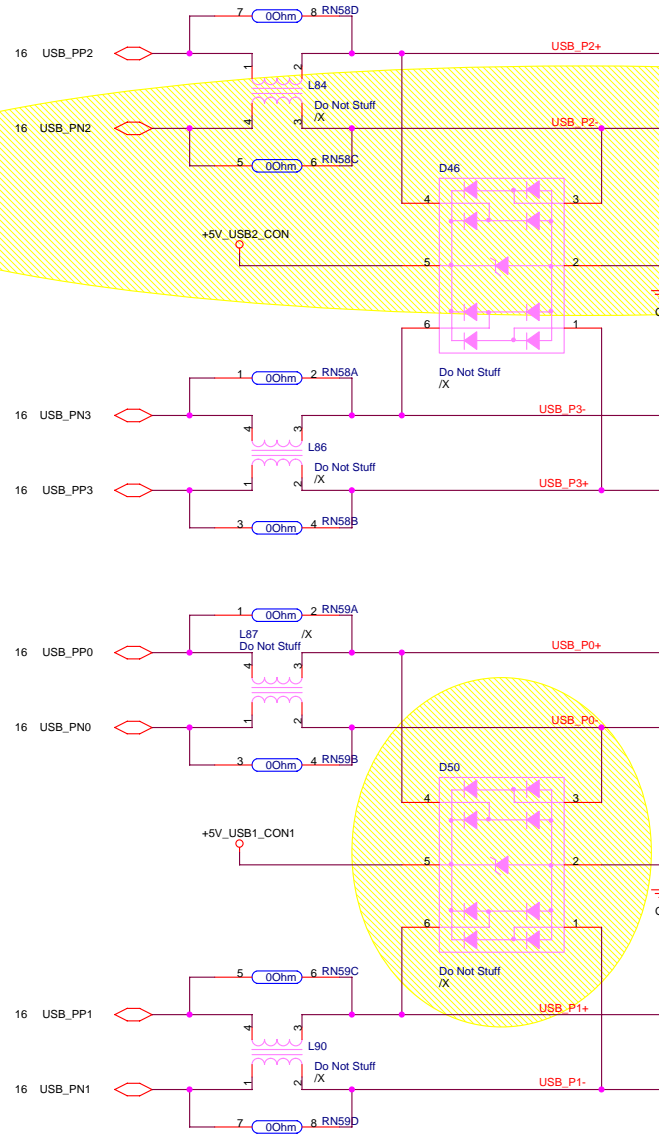 7 0Ohm 8 RN58D
16 USB_PP2
USB_P2+
1 2
L84
Do Not Stuff
/X
4 3
16 USB_PN2
USB_P2-
5 0Ohm 6 RN58C
D46
4 3
+5V_USB2_CON
5 2
6 1
Do Not Stuff
/X
1 0Ohm 2 RN58A
16 USB_PN3
USB_P3-
4 3
L86
Do Not Stuff
/X
1 2
16 USB_PP3
USB_P3+
3 0Ohm 4 RN58B
1 0Ohm 2 RN59A
L87 /X
Do Not Stuff
16 USB_PP0
USB_P0+
4 3
1 2
16 USB_PN0
USB_P0-
3 0Ohm 4 RN59B
D50
4 3
+5V_USB1_CON1
5 2
6 1
Do Not Stuff
/X
5 0Ohm 6 RN59C
16 USB_PP1
USB_P1+
4 3
L90
Do Not Stuff
/X
1 2
16 USB_PN1
USB_P1-
7 0Ohm 8 RN59D